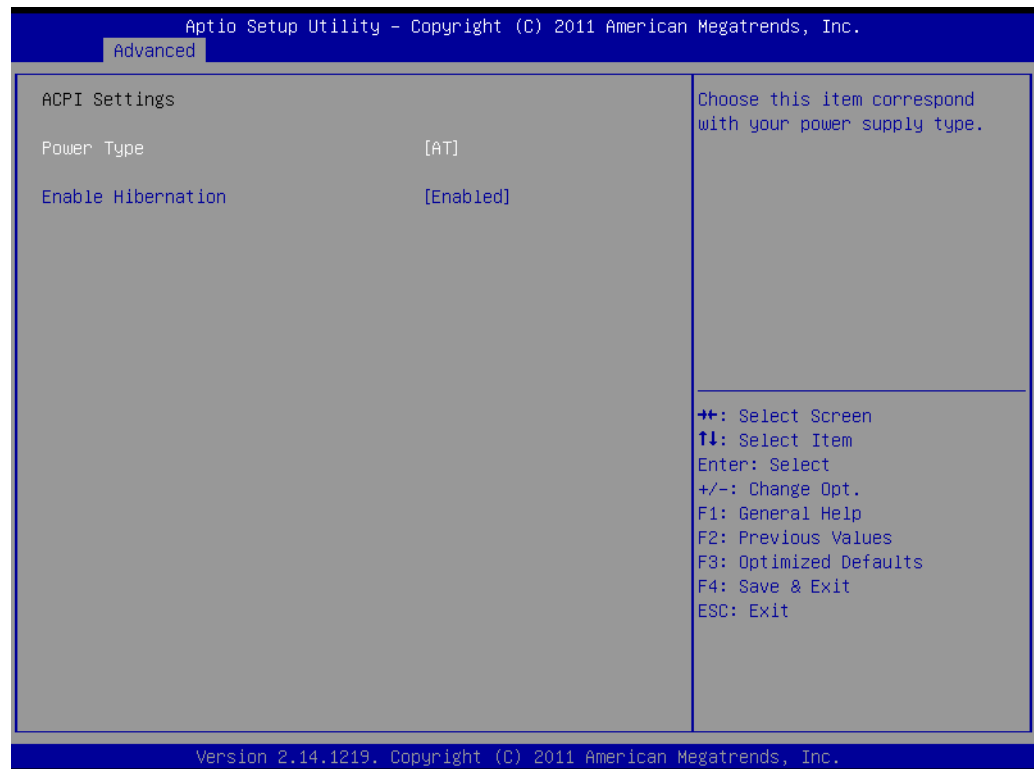 Aptio Setup Utility – Copyright (C) 2011 American Megatrends, Inc.
Advanced
ACPI Settings
Power Type [AT]
Enable Hibernation [Enabled]
Choose this item correspond
with your power supply type.
→←: Select Screen
↑↓: Select Item
Enter: Select
+/-: Change Opt.
F1: General Help
F2: Previous Values
F3: Optimized Defaults
F4: Save & Exit
ESC: Exit
Version 2.14.1219. Copyright (C) 2011 American Megatrends, Inc.